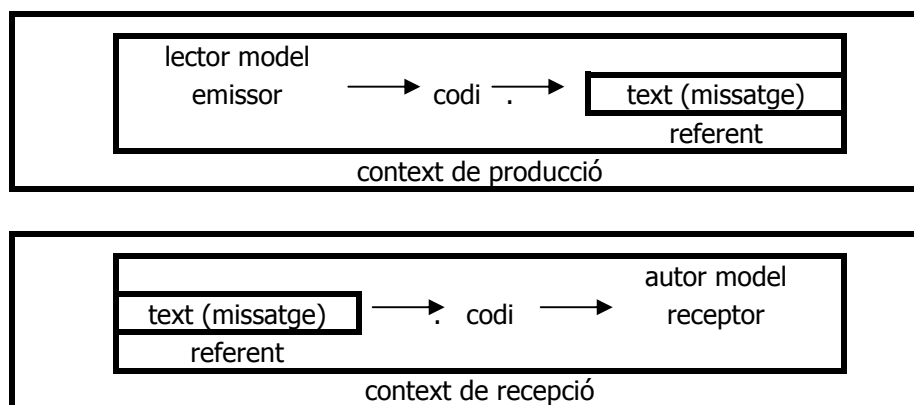 lector model
emissor codi . text (missatge)
referent
context de producció
autor model
text (missatge) . codi receptor
referent
context de recepció